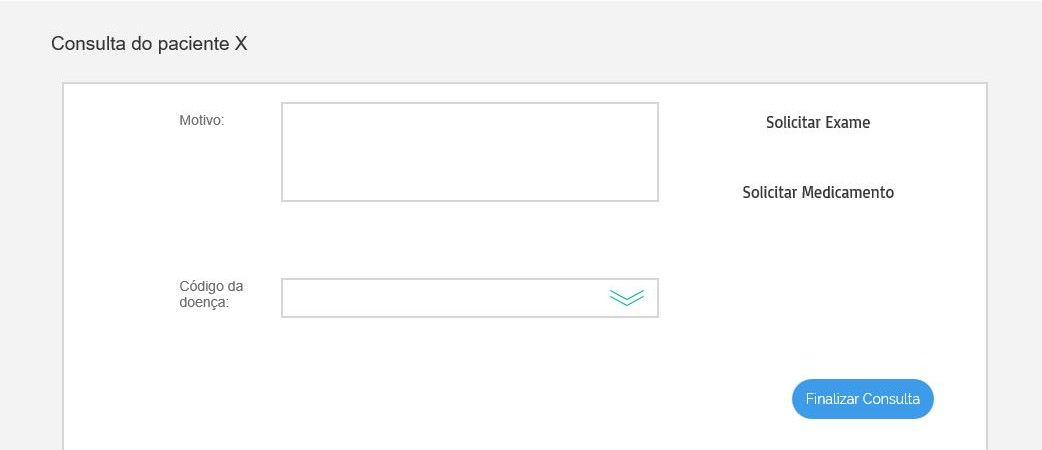 Consulta do paciente X
Motivo:
Solicitar Exame
Solicitar Medicamento
Código da
doença:
Finalizar Consulta